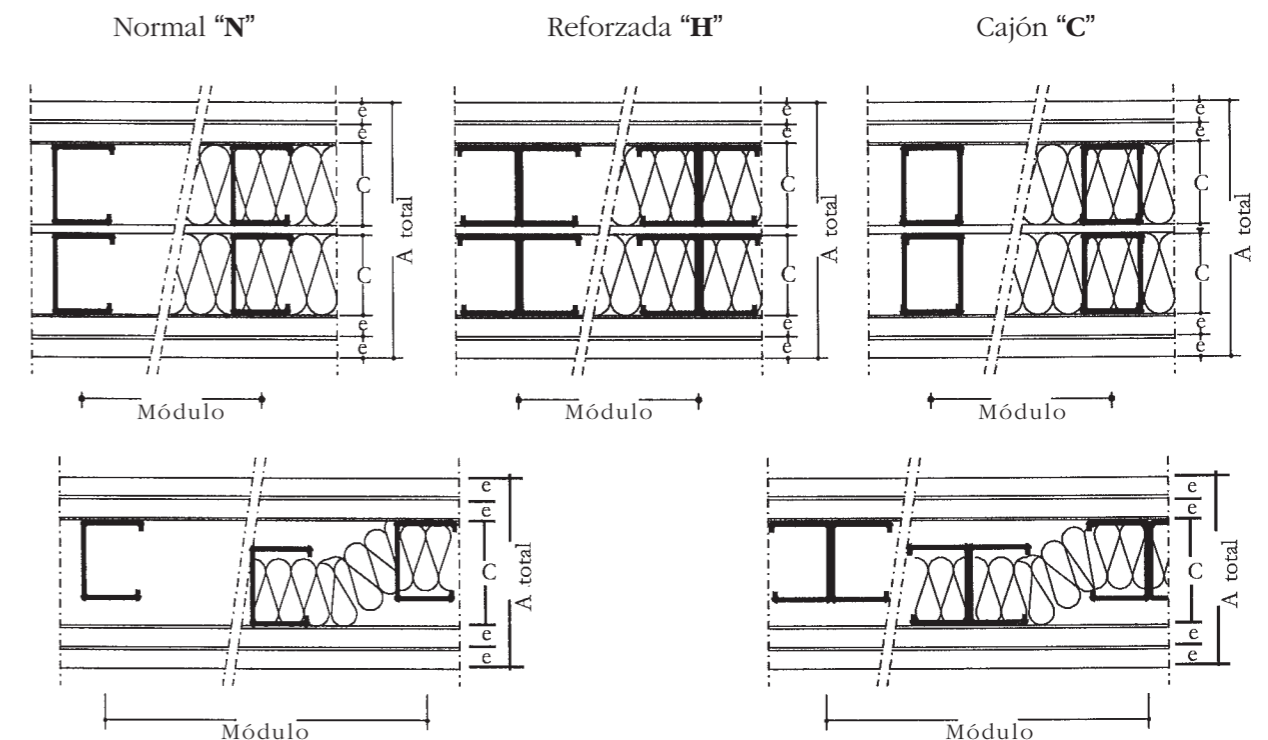 Normal “N”
Reforzada “H”
Cajón “C”
e
e
C
C
e
e
A total
e
e
C
C
e
e
A total
e
e
C
C
e
e
A total
Módulo
Módulo
Módulo
e
e
C
e
e
A total
e
e
C
e
e
A total
Módulo
Módulo